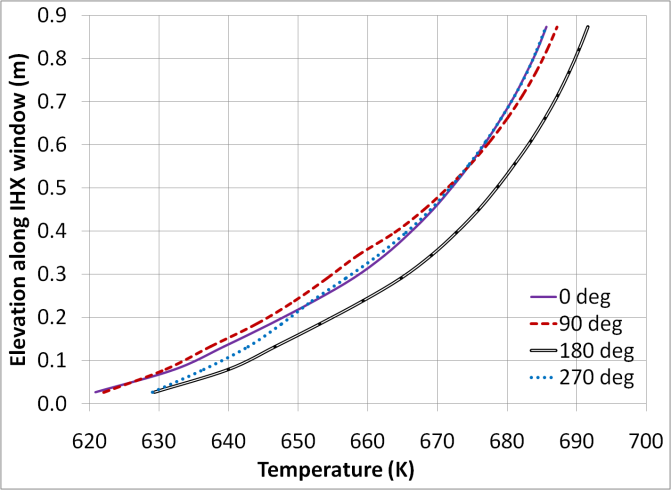 Elevation along IHX window (m)
0.9
0.8
0.7
0.6
0.5
0.4
0.3
0.2
0.1
0.0
0 deg
90 deg
180 deg
270 deg
620 630 640 650 660 670 680 690 700
Temperature (K)